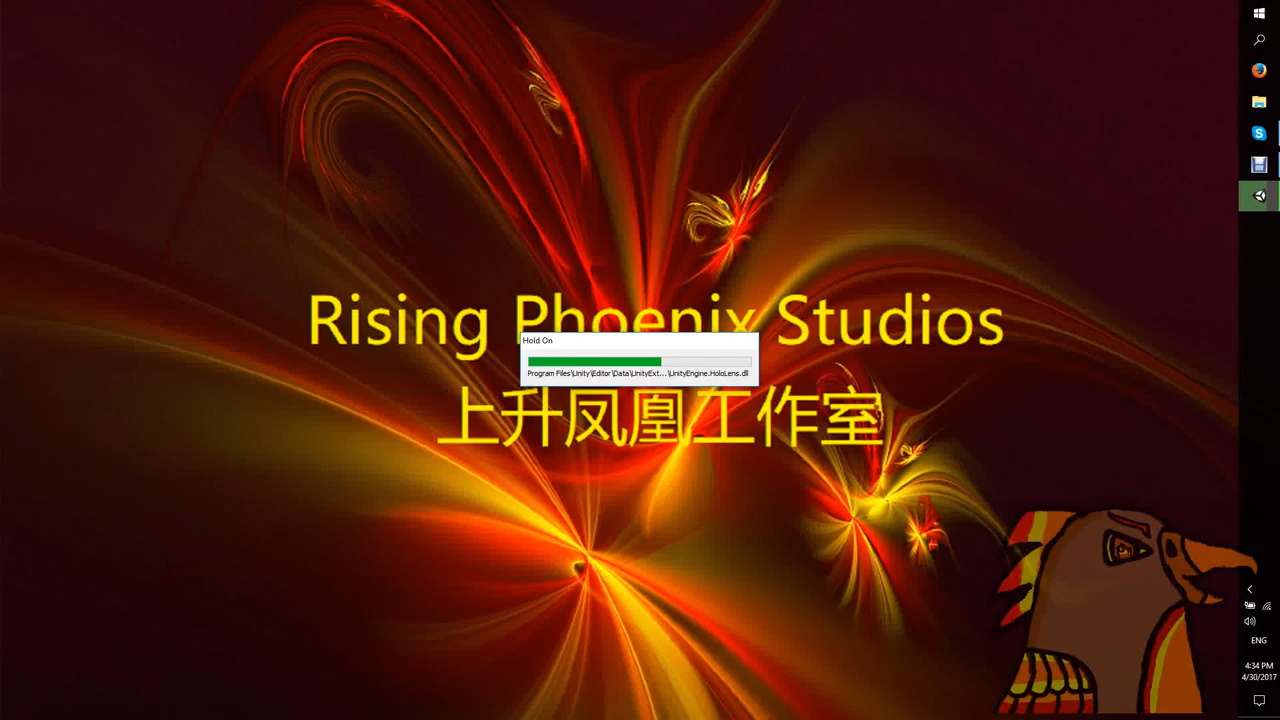 Rising Phoenix Studios
Hold On
Program Files\Unity\Editor\Data\UnityExt...\UnityEngine.HoloLens.dll
上升凤凰工作室
ENG
4:34 PM
4/30/2017